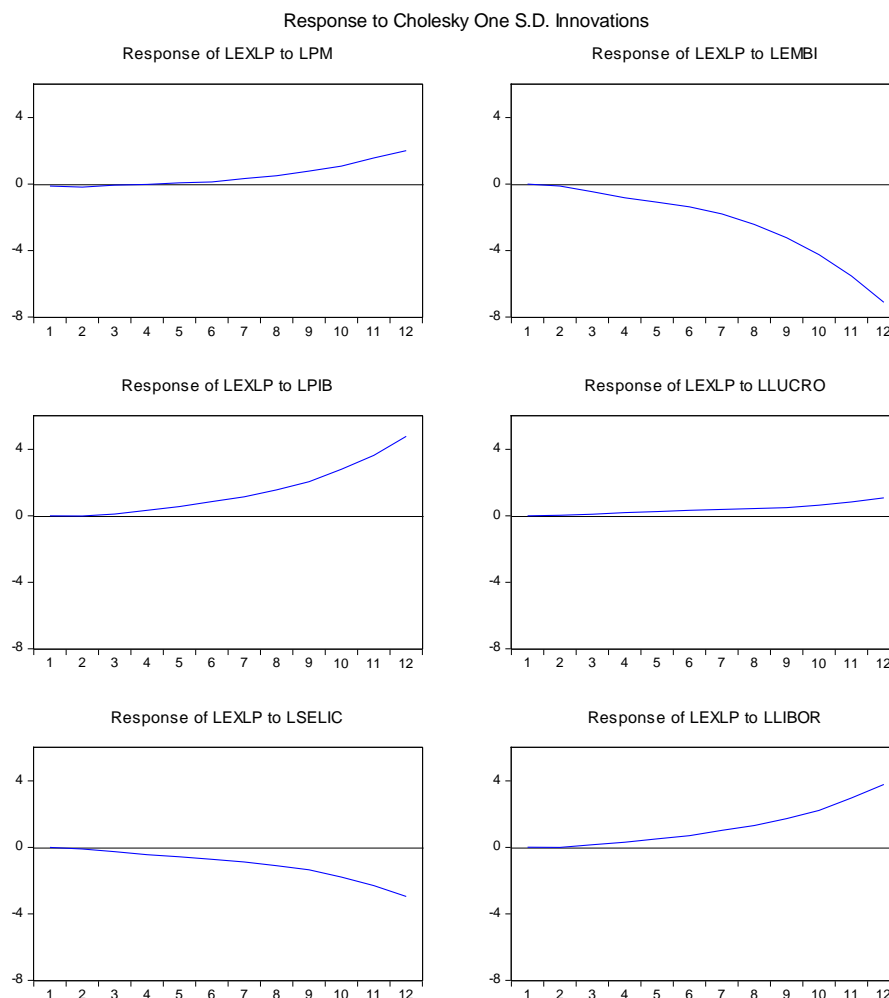 Response to Cholesky One S.D. Innovations
Response of LEXLP to LPM
Response of LEXLP to LEMBI
4
0
-4
-8
1 2 3 4 5 6 7 8 9 10 11 12
4
0
-4
-8
1 2 3 4 5 6 7 8 9 10 11 12
Response of LEXLP to LPIB
Response of LEXLP to LLUCRO
4
0
-4
-8
1 2 3 4 5 6 7 8 9 10 11 12
4
0
-4
-8
1 2 3 4 5 6 7 8 9 10 11 12
Response of LEXLP to LSELIC
Response of LEXLP to LLIBOR
4
0
-4
-8
1 2 3 4 5 6 7 8 9 10 11 12
4
0
-4
-8
1 2 3 4 5 6 7 8 9 10 11 12